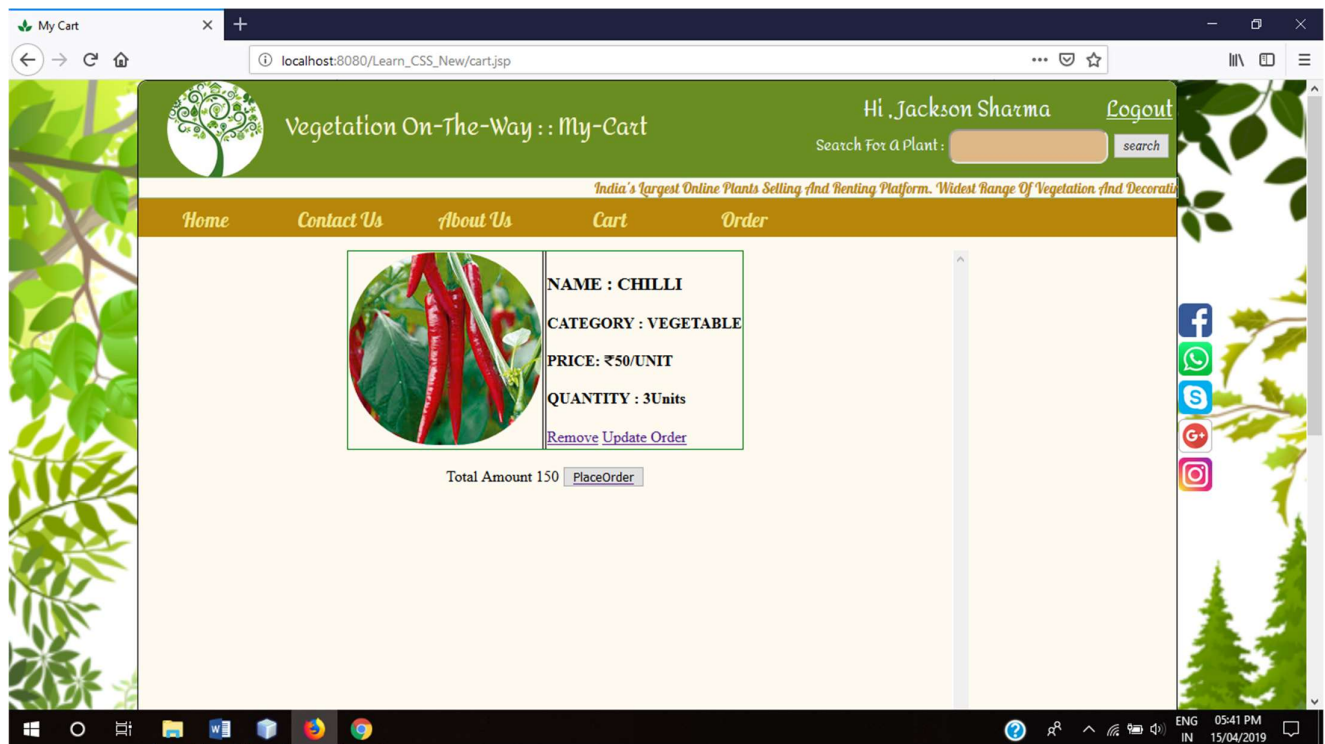 My Cart
localhost:8080/Learn_CSS_New/cart.jsp
Hi ,Jackson Sharma Logout
Vegetation On-The-Way : : My-Cart
Search For A Plant : search
India's Largest Online Plants Selling And Renting Platform. Widest Range Of Vegetation And Decoratin
Home Contact Us About Us Cart Order
NAME : CHILLI
CATEGORY : VEGETABLE
PRICE: ₹50/UNIT
QUANTITY : 3Units
Remove Update Order
Total Amount 150 PlaceOrder
ENG 05:41 PM
IN 15/04/2019